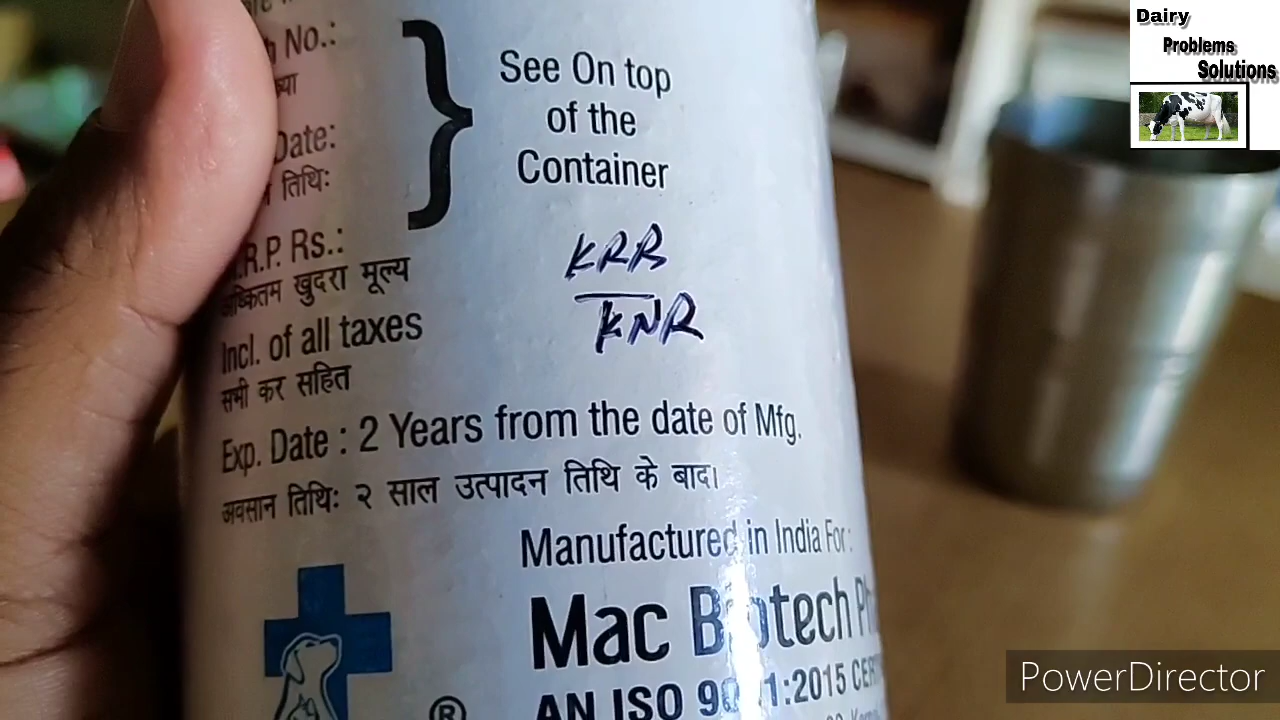 Dairy
Problems
Solutions
No.:
Date:
तिथिः
See On top
of the
Container
.R.P. Rs.:
खुदरा मूल्य
Incl. of all taxes
सभी कर सहित
KRR
KNR
Exp. Date : 2 Years from the date of Mfg.
अवसान तिथिः २ साल उत्पादन तिथि के बाद।
Manufactured in India For:
Mac Biotech
AN ISO 9001:2015
®
PowerDirector